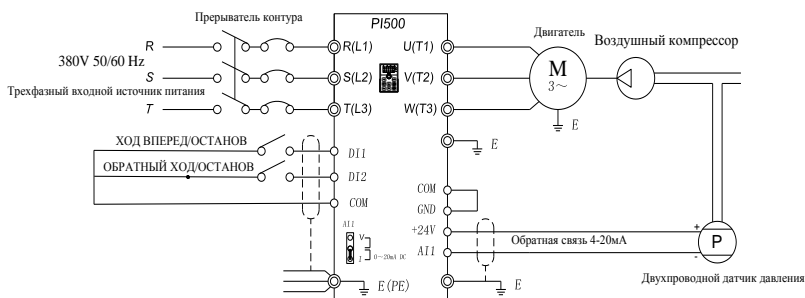 Прерыватель контура
PI500
Двигатель
Воздушный компрессор
R
R(L1)
U(T1)
380V 50/60 Hz
S
S(L2)
V(T2)
M
3~
Трехфазный входной источник питания
T
T(L3)
W(T3)
E
ХОД ВПЕРЕД/ОСТАНОВ
DI1
E
ОБРАТНЫЙ ХОД/ОСТАНОВ
DI2
COM
COM
GND
AI1
V
I
0~20mA DC
+24V
AI1
Обратная связь 4-20мА
+
P
-
Двухпроводной датчик давления
E(PE)
E